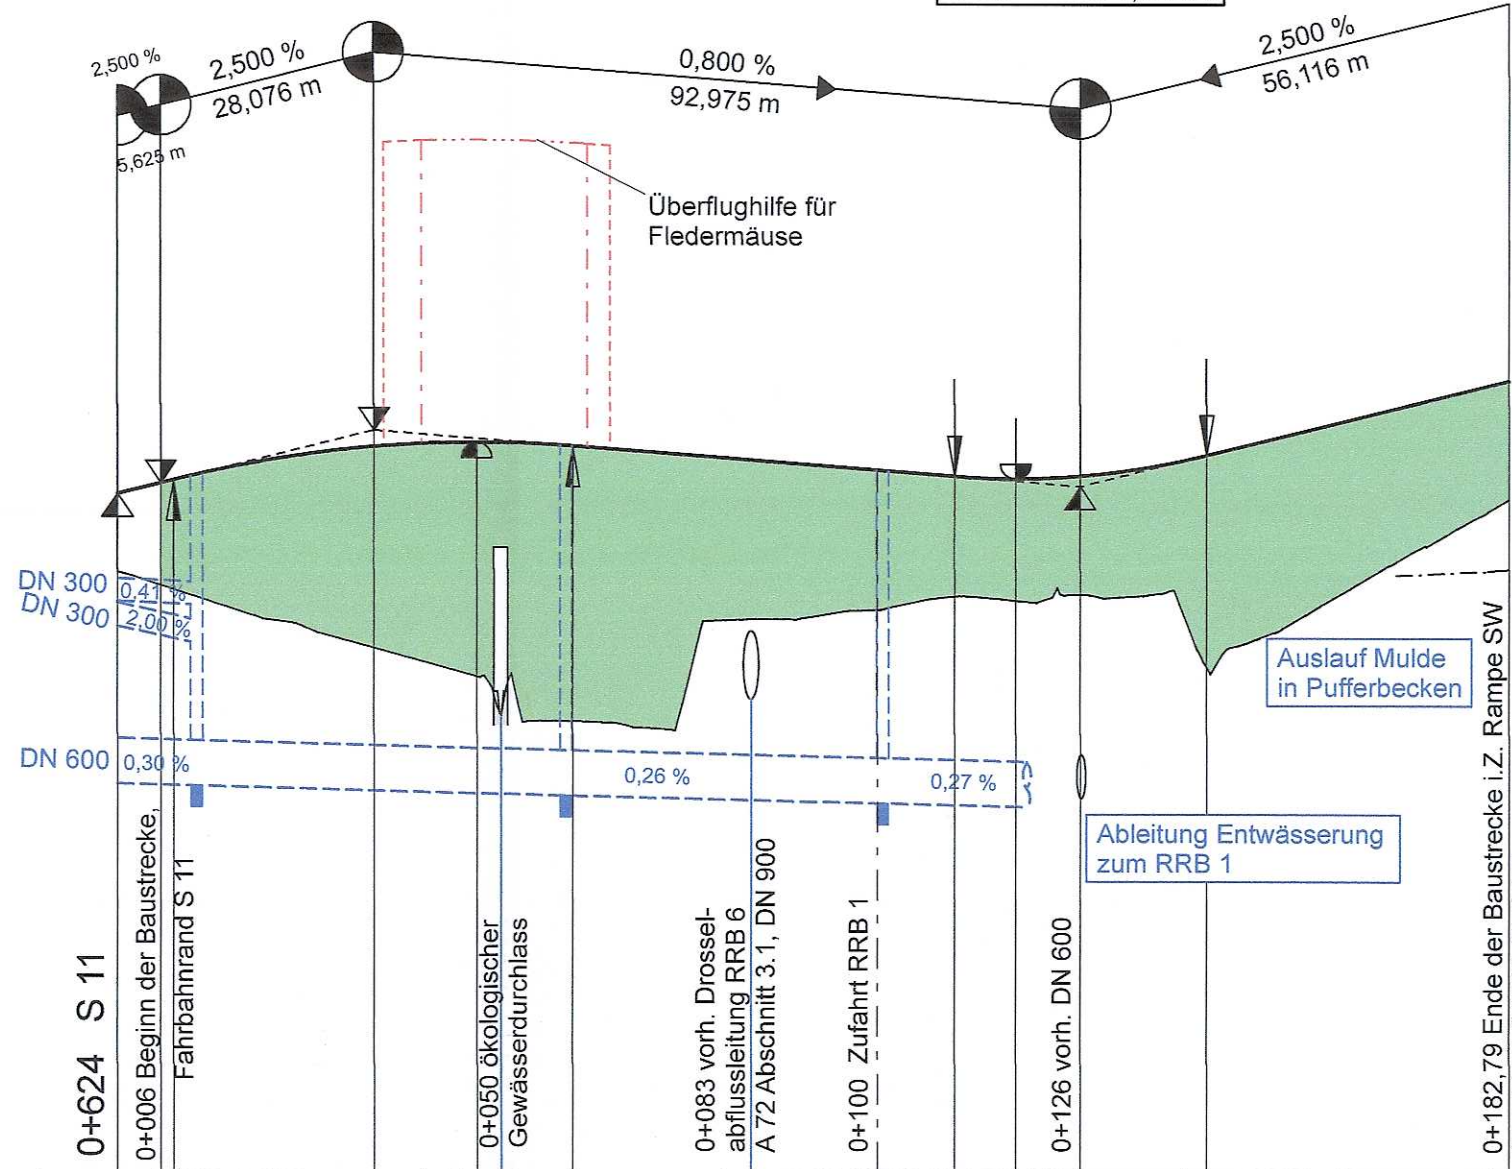 2,500 %
5,625 m
2,500 %
28,076 m
0,800 %
92,975 m
2,500 %
56,116 m
Überflughilfe für
Fledermäuse
DN 300
0,41 %
DN 300
2,00 %
DN 600
0,30 %
0,26 %
0,27 %
Auslauf Mulde
in Pufferbecken
Ableitung Entwässerung
zum RRB 1
0+624 S 11
0+006 Beginn der Baustrecke,
Fahrbahnrand S 11
0+050 ökologischer
Gewässerdurchlass
0+083 vorh. Drossel-
abflussleitung RRB 6
A 72 Abschnitt 3.1, DN 900
0+100 Zufahrt RRB 1
0+126 vorh. DN 600
0+182,79 Ende der Baustrecke i.Z. Rampe SW